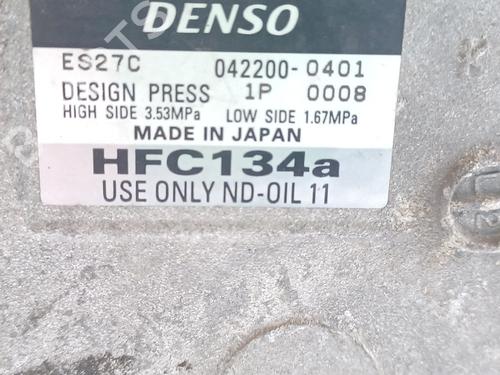 DENSO
ES27C 042200-0401
DESIGN PRESS 1P 0008
HIGH SIDE 3.53MPa LOW SIDE 1.67MPa
MADE IN JAPAN
HFC134a
USE ONLY ND-OIL 11